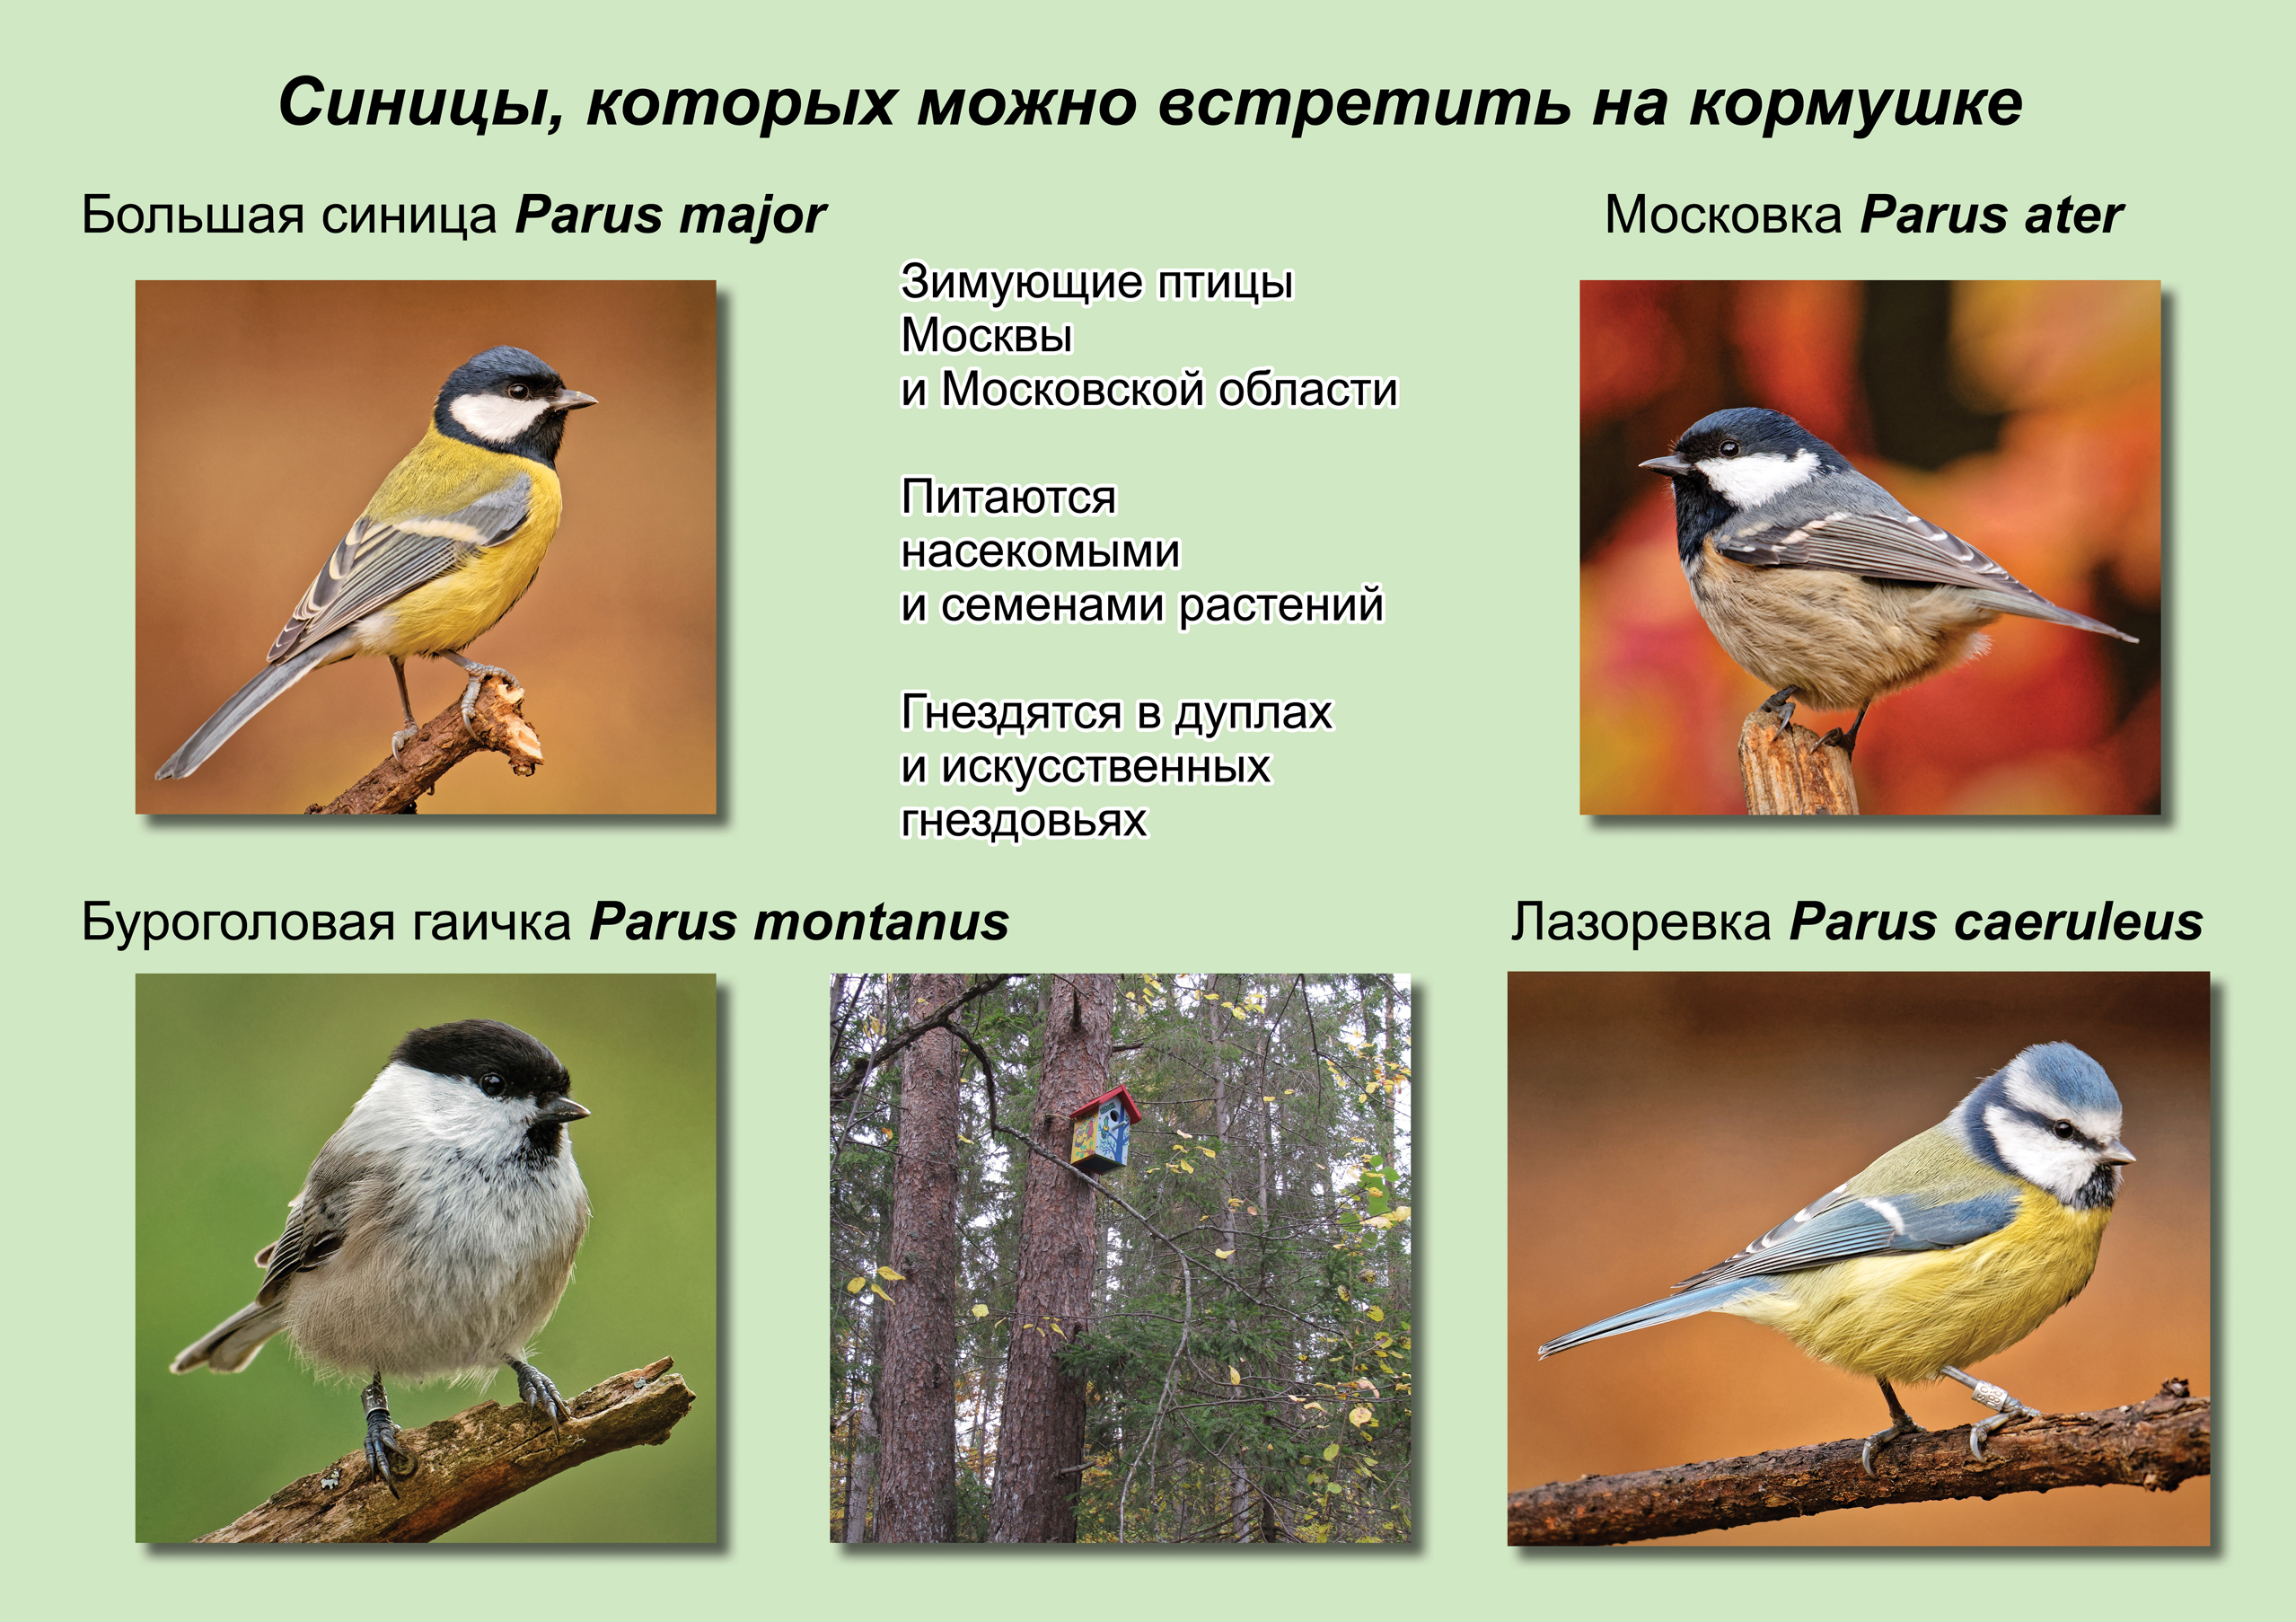 Синицы, которых можно встретить на кормушке
Большая синица Parus major
Московка Parus ater
Зимующие птицы
Москвы
и Московской области
Питаются
насекомыми
и семенами растений
Гнездятся в дуплах
и искусственных
гнездовьях
Буроголовая гаичка Parus montanus
Лазоревка Parus caeruleus